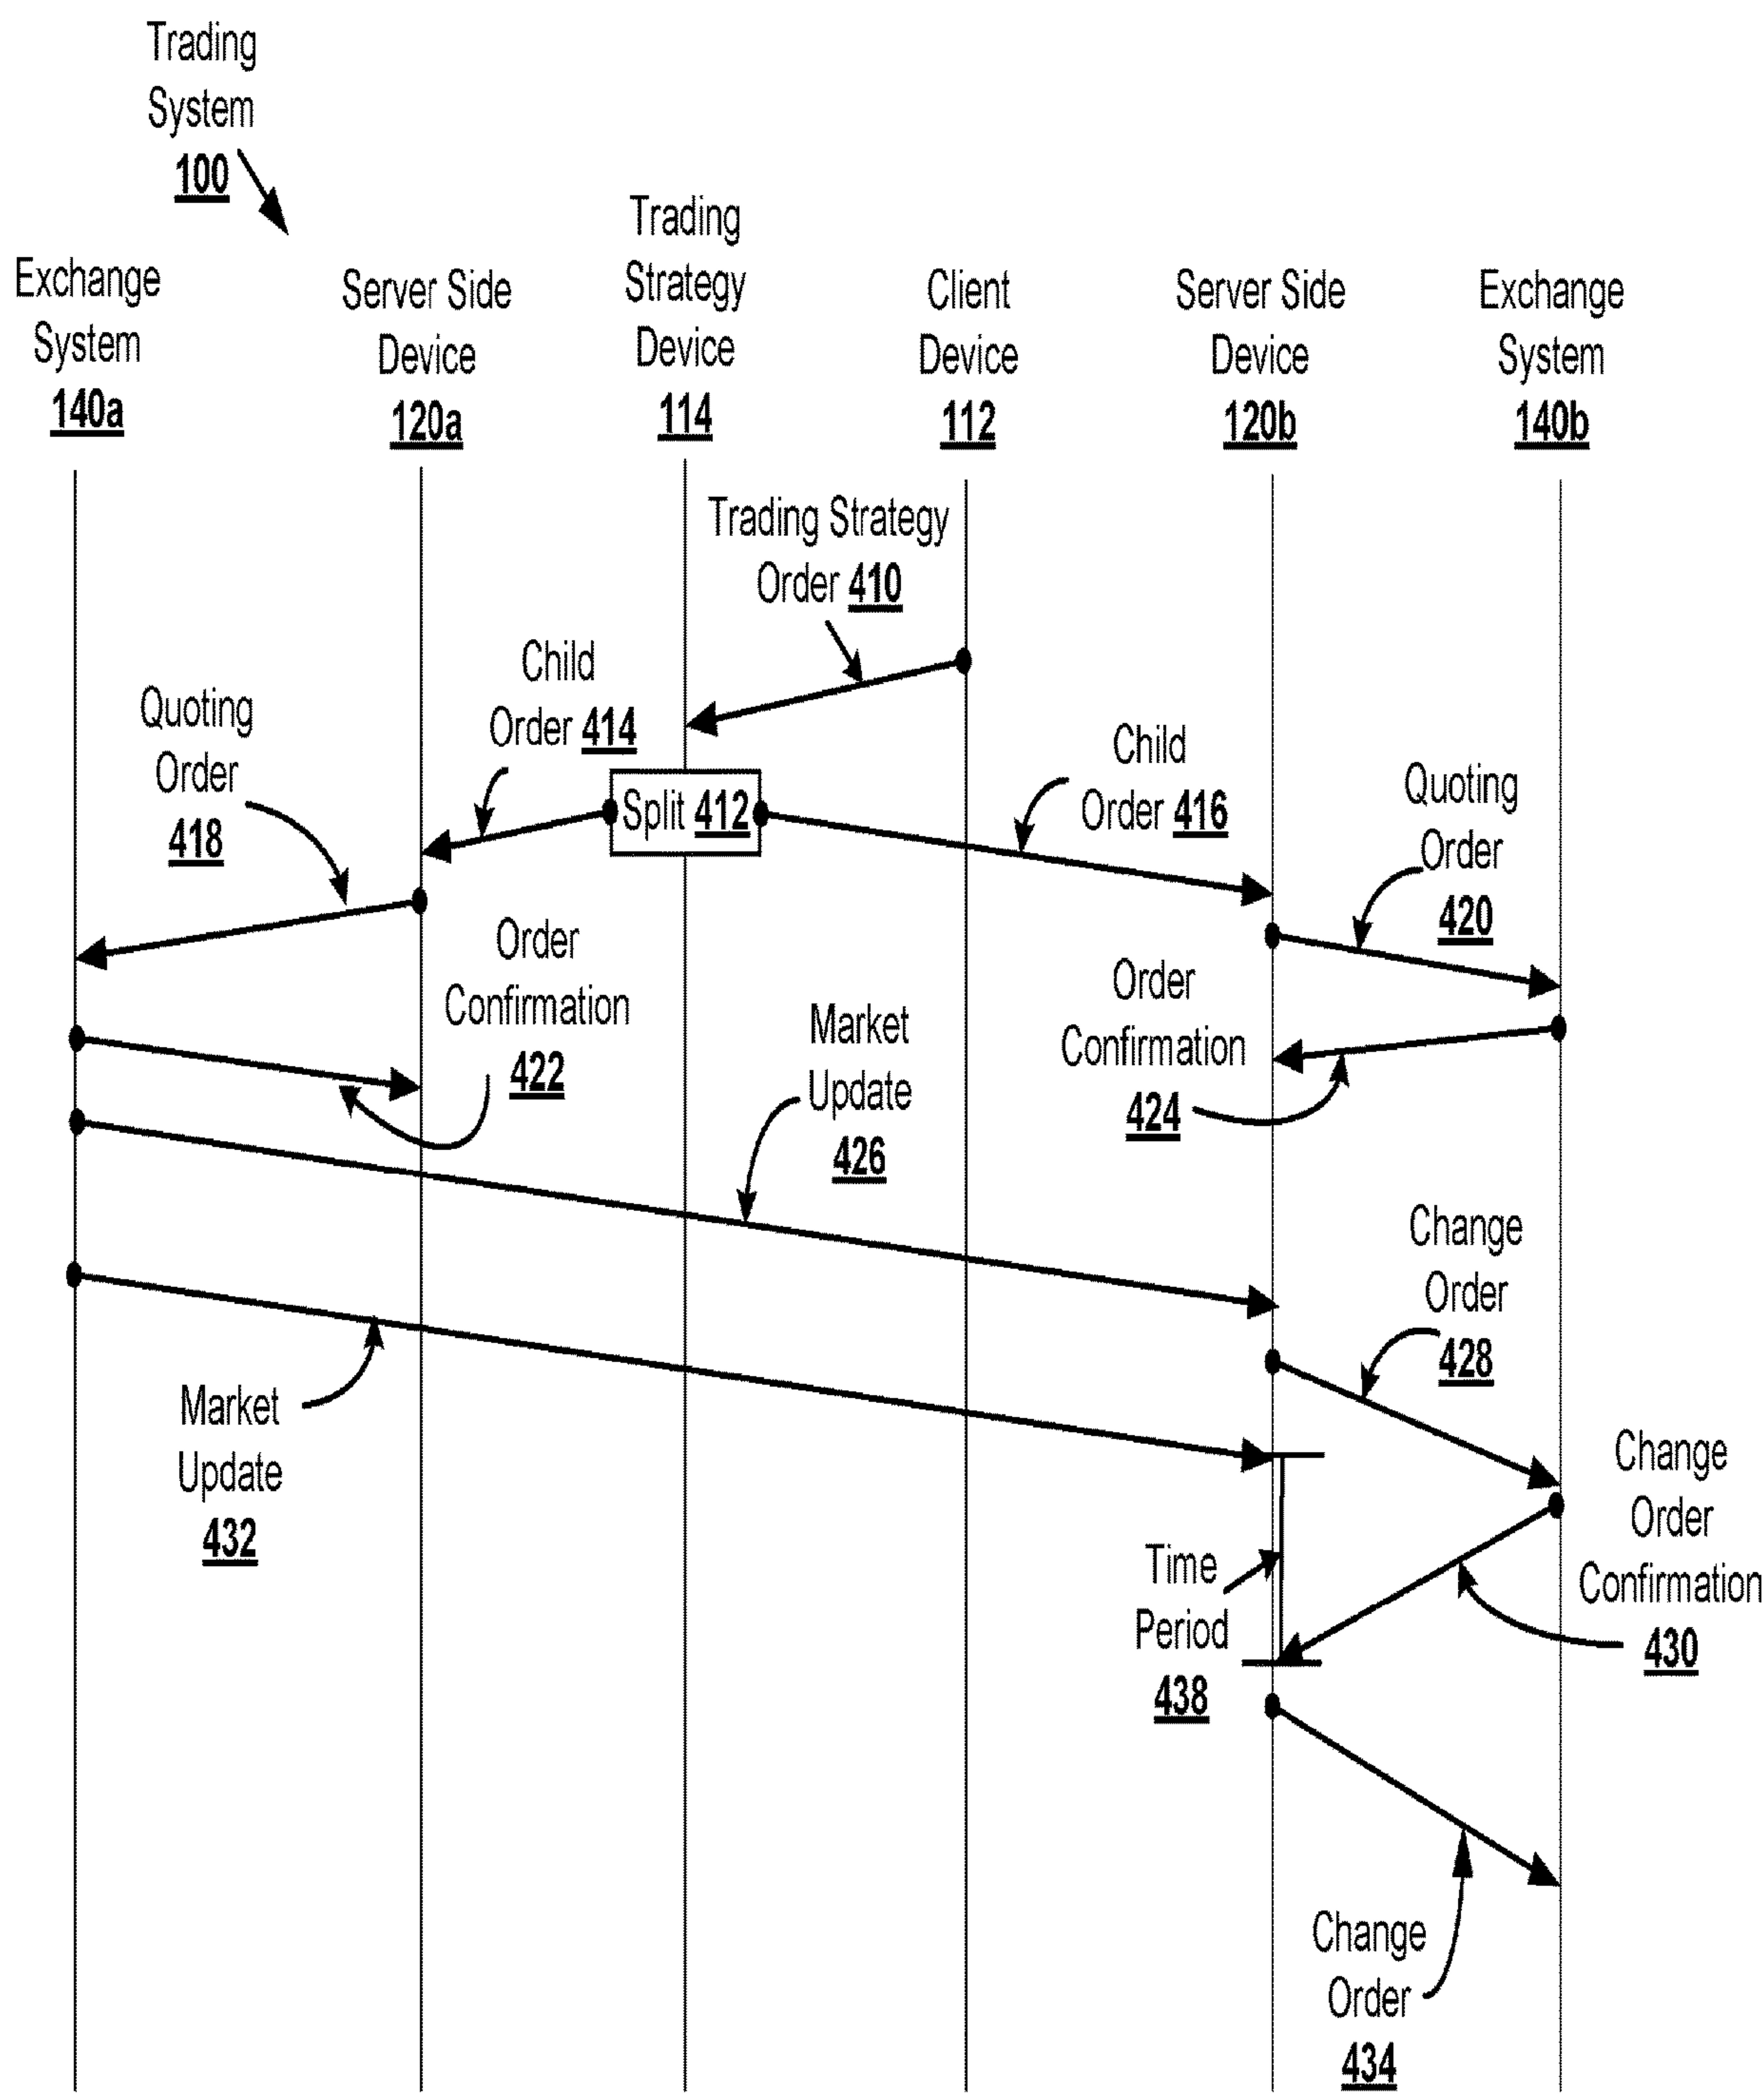 Trading
System
100
Exchange
System
140a
Server Side
Device
120a
Trading
Strategy
Device
114
Client
Device
112
Server Side
Device
120b
Exchange
System
140b
Trading Strategy
Order 410
Child
Order 414
Quoting
Order
418
Split 412
Child
Order 416
Quoting
Order
420
Order
Confirmation
422
Market
Update
426
Order
Confirmation
424
Change
Order
428
Market
Update
432
Change
Order
Confirmation
430
Time
Period
438
Change
Order
434